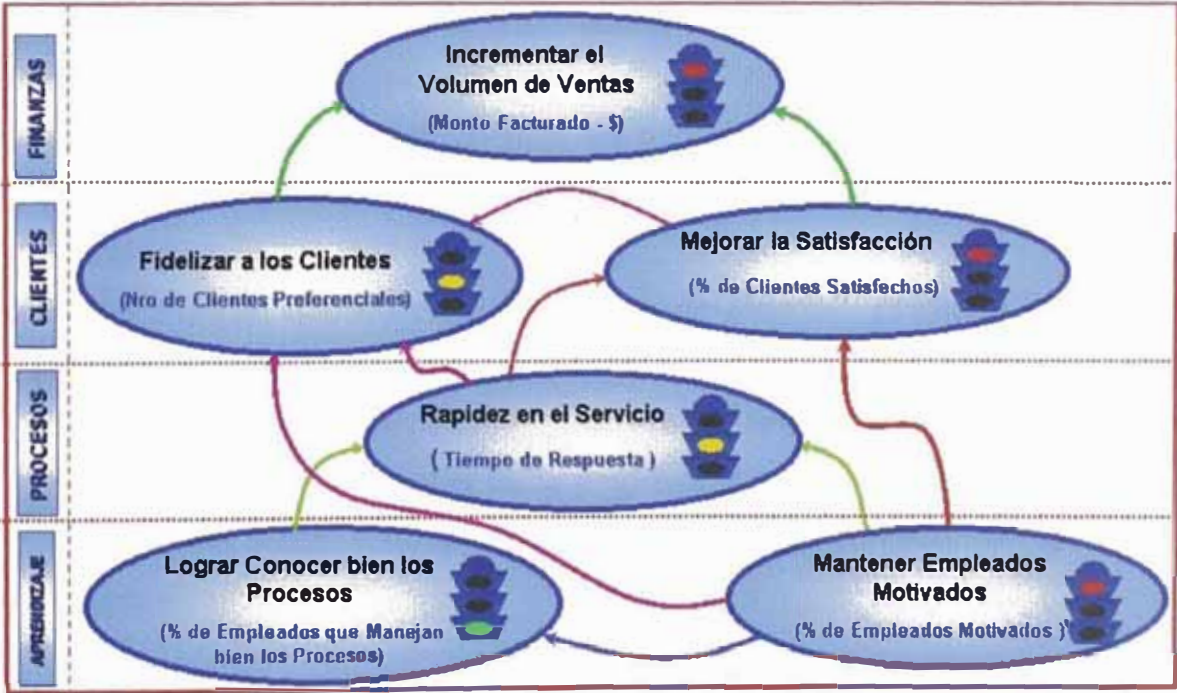 FINANZAS
Incrementar el
Volumen de Ventas
(Monto Facturado - $)
CLIENTES
Fidelizar a los Clientes
(Nro de Clientes Preferenciales)
Mejorar la Satisfacción
(% de Clientes Satisfechos)
PROCESOS
Rapidez en el Servicio
( Tiempo de Respuesta )
APRENDIZAJE
Lograr Conocer bien los
Procesos
(% de Empleados que Manejan
bien los Procesos)
Mantener Empleados
Motivados
(% de Empleados Motivados )